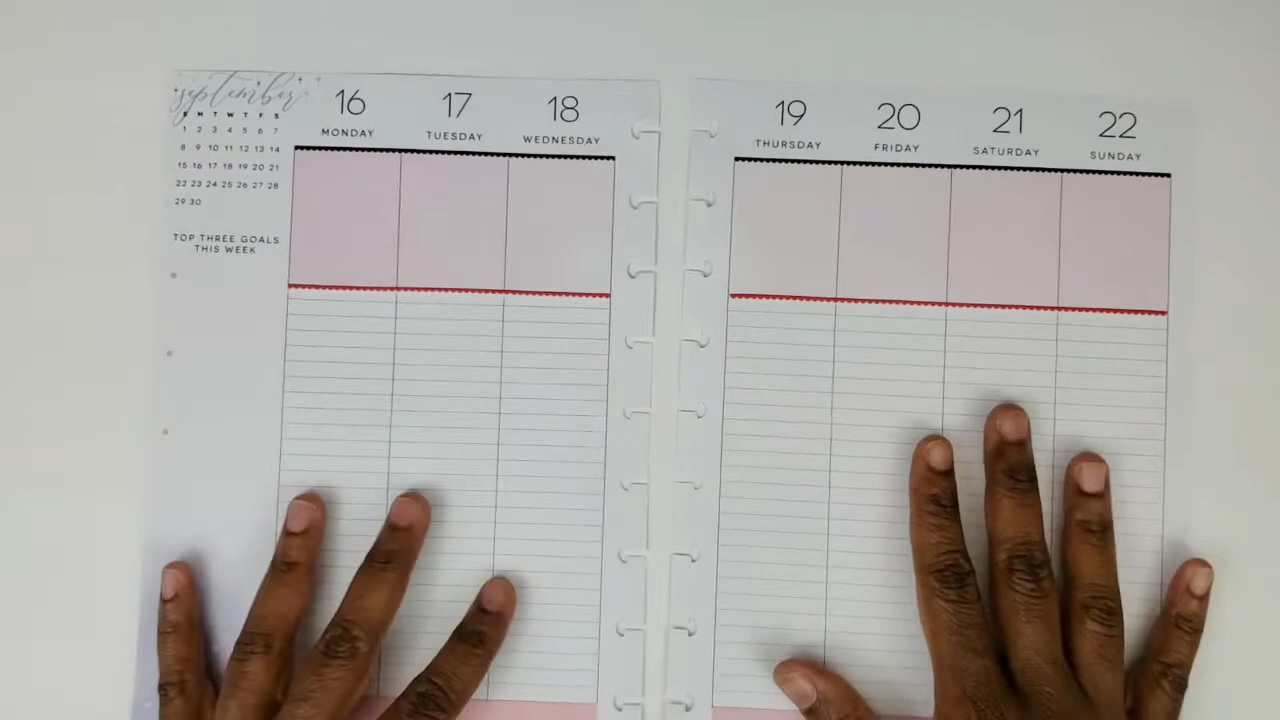 september
S M T W T F S
1 2 3 4 5 6 7
8 9 10 11 12 13 14
15 16 17 18 19 20 21
22 23 24 25 26 27 28
29 30
TOP THREE GOALS
THIS WEEK
16
MONDAY
17
TUESDAY
18
WEDNESDAY
19
THURSDAY
20
FRIDAY
21
SATURDAY
22
SUNDAY